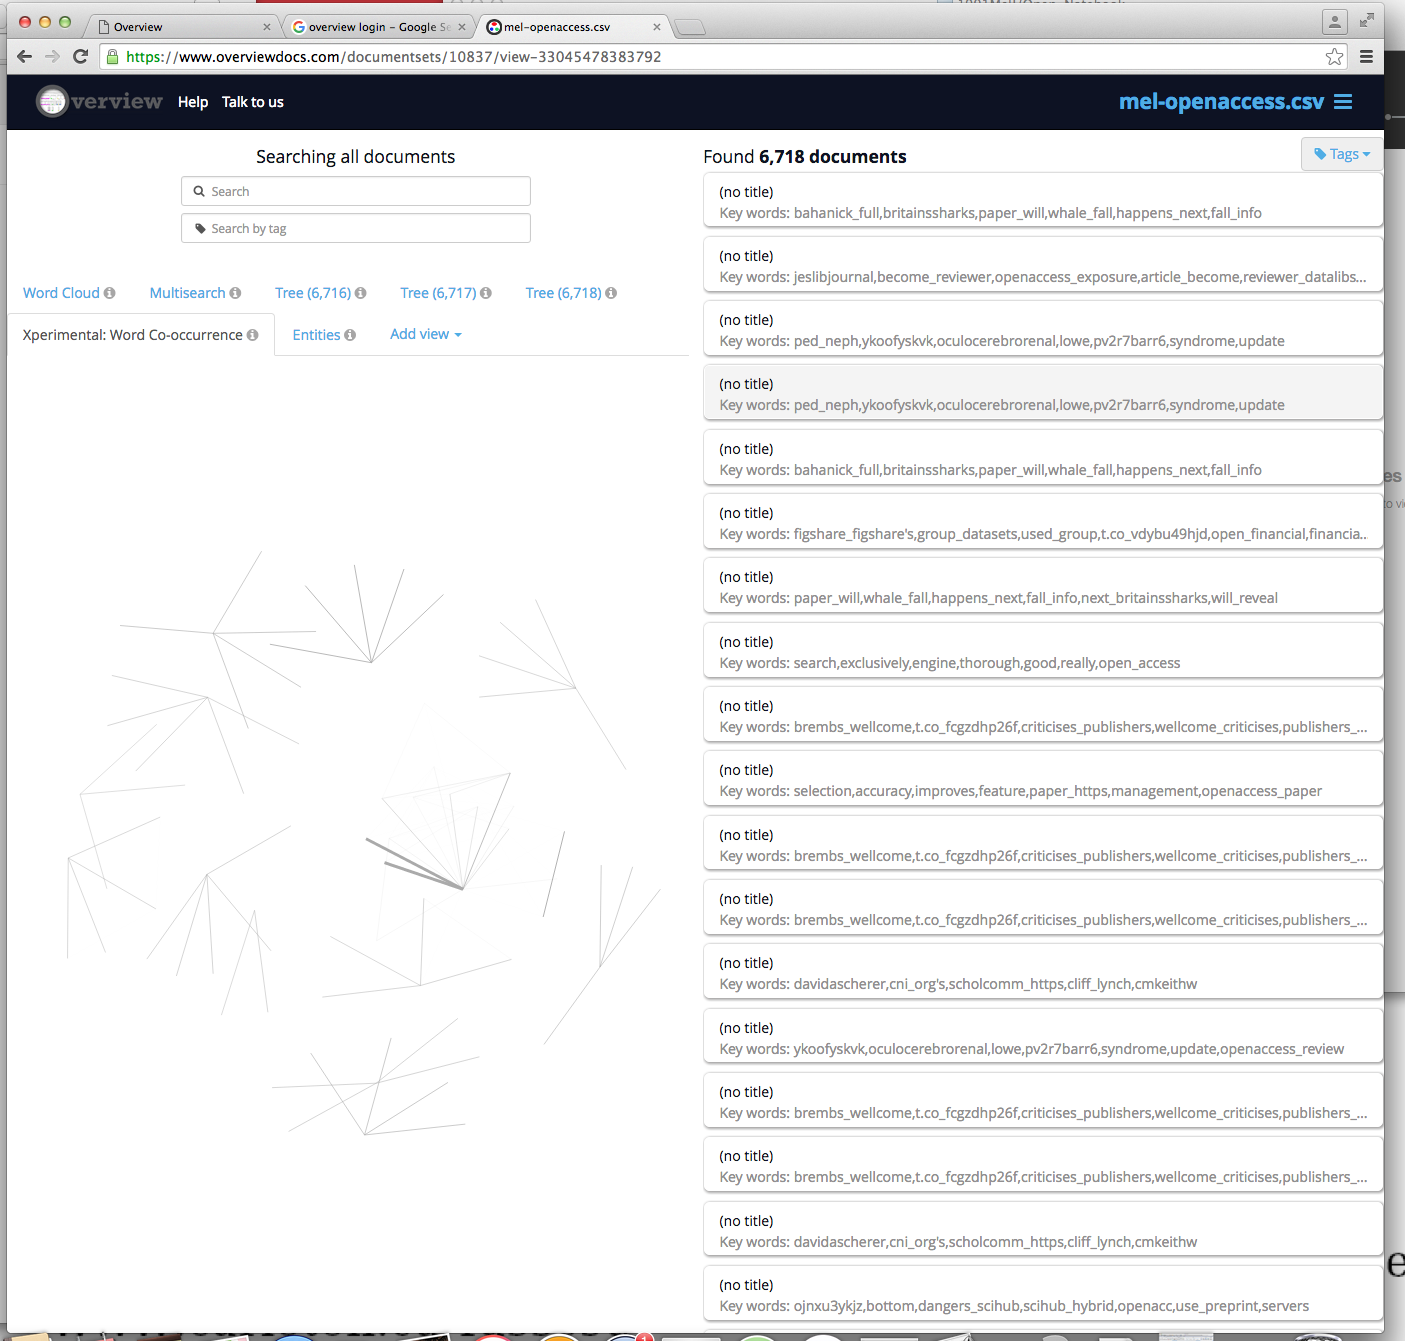 Overview
overview login – Google Se
mel-openaccess.csv
https://www.overviewdocs.com/documentsets/10837/view-33045478383792
verview
Help
Talk to us
mel-openaccess.csv
Searching all documents
Search
Search by tag
Word Cloud
Multisearch
Tree (6,716)
Tree (6,717)
Tree (6,718)
Xperimental: Word Co-occurrence
Entities
Add view
Found 6,718 documents
Tags
(no title)
Key words: bahanick_full,britainssharks,paper_will,whale_fall,happens_next,fall_info
(no title)
Key words: jeslibjournal,become_reviewer,openaccess_exposure,article_become,reviewer_datalibs...
(no title)
Key words: ped_neph,ykoofyskvk,oculocerebrorenal,lowe,pv2r7barr6,syndrome,update
(no title)
Key words: ped_neph,ykoofyskvk,oculocerebrorenal,lowe,pv2r7barr6,syndrome,update
(no title)
Key words: bahanick_full,britainssharks,paper_will,whale_fall,happens_next,fall_info
(no title)
Key words: figshare_figshare's,group_datasets,used_group,t.co_vdybu49hjd,open_financial,financia...
(no title)
Key words: paper_will,whale_fall,happens_next,fall_info,next_britainssharks,will_reveal
(no title)
Key words: search,exclusively,engine,thorough,good,really,open_access
(no title)
Key words: brembs_wellcome,t.co_fcgzdhp26f,criticises_publishers,wellcome_criticises,publishers_...
(no title)
Key words: selection,accuracy,improves,feature,paper_https,management,openaccess_paper
(no title)
Key words: brembs_wellcome,t.co_fcgzdhp26f,criticises_publishers,wellcome_criticises,publishers_...
(no title)
Key words: brembs_wellcome,t.co_fcgzdhp26f,criticises_publishers,wellcome_criticises,publishers_...
(no title)
Key words: davidascherer,cni_org's,scholcomm_https,cliff_lynch,cmkeithw
(no title)
Key words: ykoofyskvk,oculocerebrorenal,lowe,pv2r7barr6,syndrome,update,openaccess_review
(no title)
Key words: brembs_wellcome,t.co_fcgzdhp26f,criticises_publishers,wellcome_criticises,publishers_...
(no title)
Key words: brembs_wellcome,t.co_fcgzdhp26f,criticises_publishers,wellcome_criticises,publishers_...
(no title)
Key words: davidascherer,cni_org's,scholcomm_https,cliff_lynch,cmkeithw
(no title)
Key words: ojnxu3ykjz,bottom,dangers_scihub,scihub_hybrid,openacc,use_preprint,servers